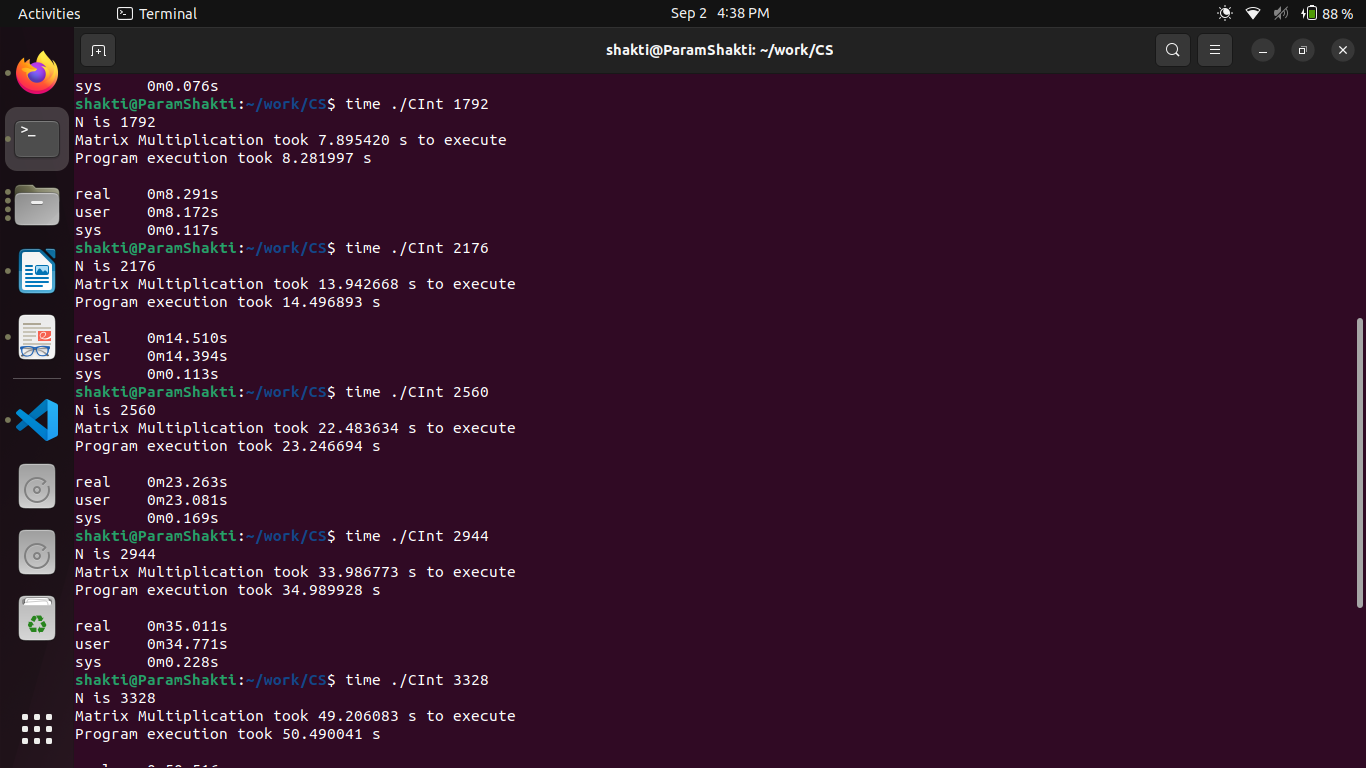 Activities Terminal Sep 2 4:38 PM 88 %
shakti@ParamShakti: ~/work/CS
sys 0m0.076s
shakti@ParamShakti:~/work/CS$ time ./CInt 1792
N is 1792
Matrix Multiplication took 7.895420 s to execute
Program execution took 8.281997 s
real 0m8.291s
user 0m8.172s
sys 0m0.117s
shakti@ParamShakti:~/work/CS$ time ./CInt 2176
N is 2176
Matrix Multiplication took 13.942668 s to execute
Program execution took 14.496893 s
real 0m14.510s
user 0m14.394s
sys 0m0.113s
shakti@ParamShakti:~/work/CS$ time ./CInt 2560
N is 2560
Matrix Multiplication took 22.483634 s to execute
Program execution took 23.246694 s
real 0m23.263s
user 0m23.081s
sys 0m0.169s
shakti@ParamShakti:~/work/CS$ time ./CInt 2944
N is 2944
Matrix Multiplication took 33.986773 s to execute
Program execution took 34.989928 s
real 0m35.011s
user 0m34.771s
sys 0m0.228s
shakti@ParamShakti:~/work/CS$ time ./CInt 3328
N is 3328
Matrix Multiplication took 49.206083 s to execute
Program execution took 50.490041 s